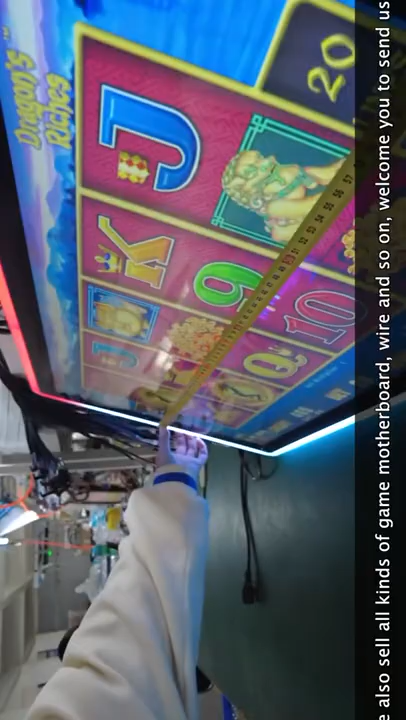 Dragon's
Riches
™
20
J
K
9
10
J
Q
e also sell all kinds of game motherboard, wire and so on, welcome you to send us